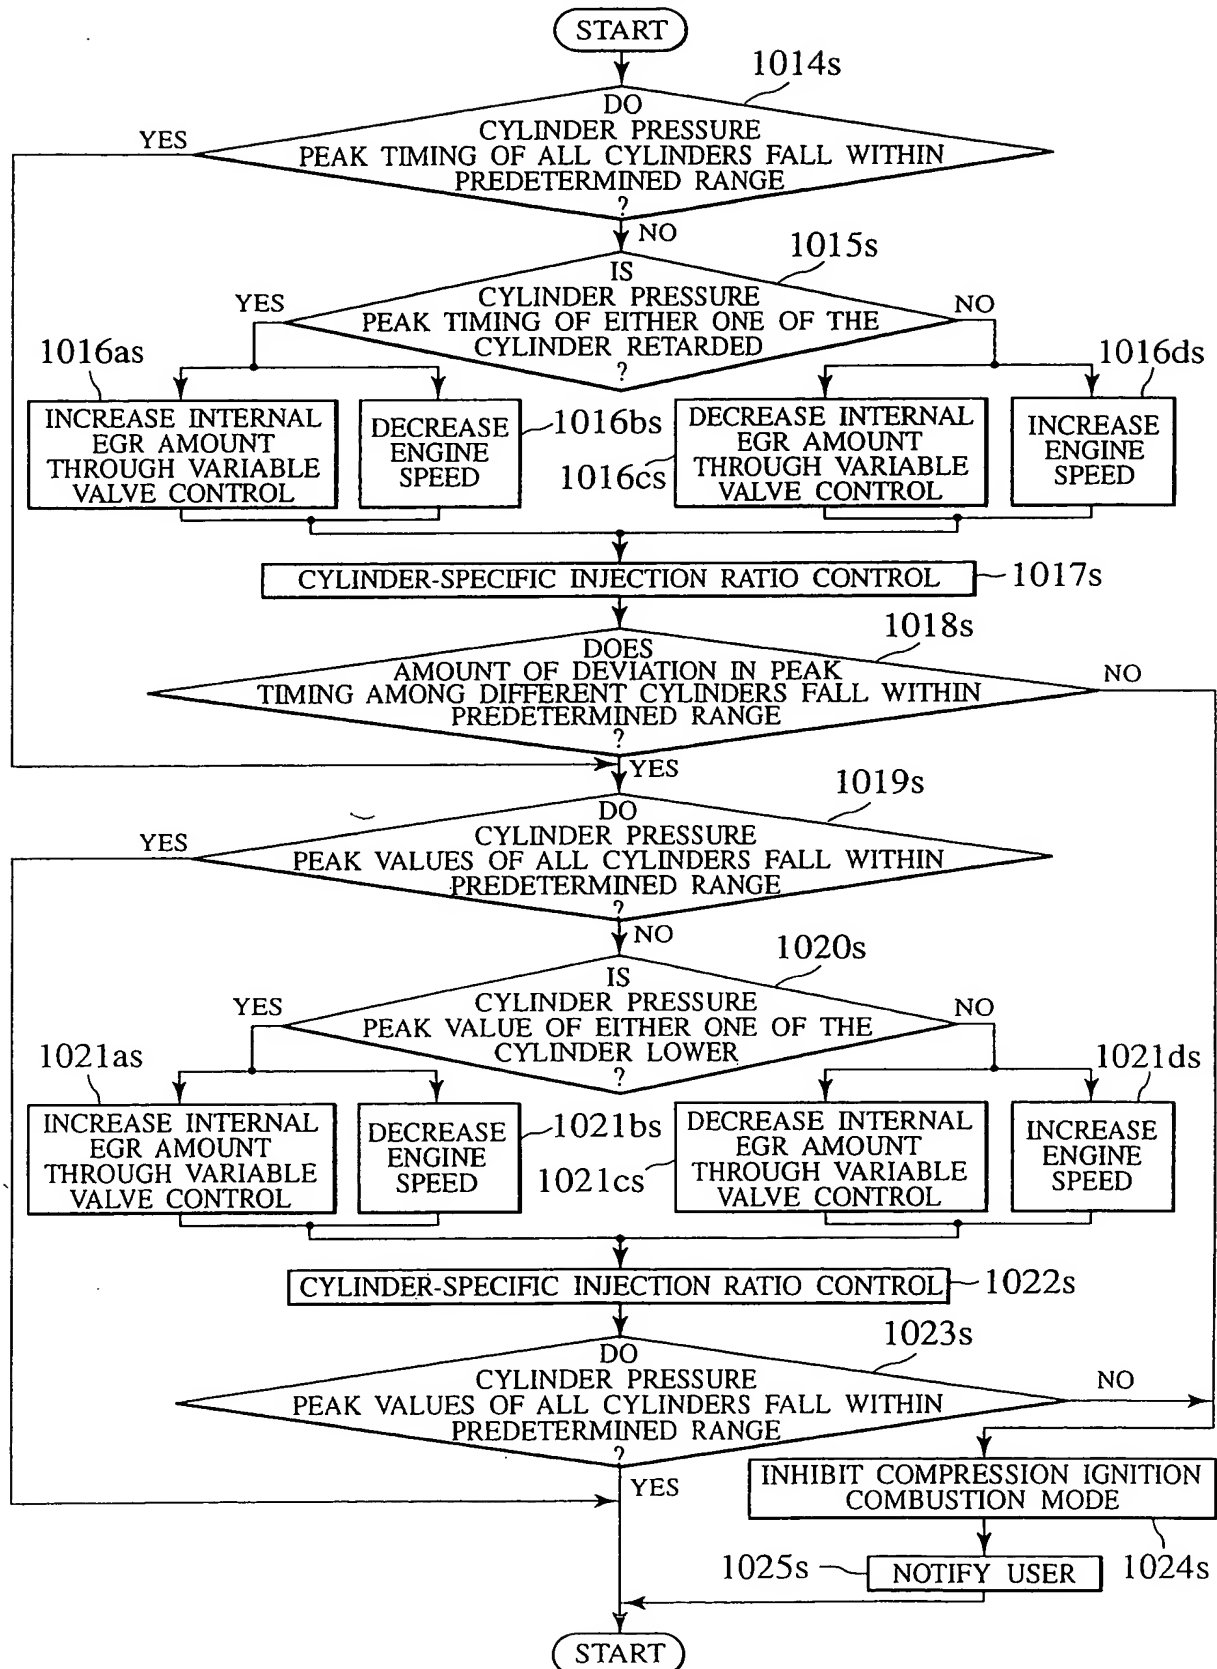 START
1014s
DO
CYLINDER PRESSURE
PEAK TIMING OF ALL CYLINDERS FALL WITHIN
PREDETERMINED RANGE
?
YES
NO
1015s
IS
CYLINDER PRESSURE
PEAK TIMING OF EITHER ONE OF THE
CYLINDER RETARDED
?
YES
NO
1016as
INCREASE INTERNAL
EGR AMOUNT
THROUGH VARIABLE
VALVE CONTROL
DECREASE
ENGINE
SPEED
1016bs
1016cs
DECREASE INTERNAL
EGR AMOUNT
THROUGH VARIABLE
VALVE CONTROL
1016ds
INCREASE
ENGINE
SPEED
CYLINDER-SPECIFIC INJECTION RATIO CONTROL
1017s
1018s
DOES
AMOUNT OF DEVIATION IN PEAK
TIMING AMONG DIFFERENT CYLINDERS FALL WITHIN
PREDETERMINED RANGE
?
NO
YES
1019s
DO
CYLINDER PRESSURE
PEAK VALUES OF ALL CYLINDERS FALL WITHIN
PREDETERMINED RANGE
?
YES
NO
1020s
IS
CYLINDER PRESSURE
PEAK VALUE OF EITHER ONE OF THE
CYLINDER LOWER
?
YES
NO
1021as
INCREASE INTERNAL
EGR AMOUNT
THROUGH VARIABLE
VALVE CONTROL
DECREASE
ENGINE
SPEED
1021bs
1021cs
DECREASE INTERNAL
EGR AMOUNT
THROUGH VARIABLE
VALVE CONTROL
1021ds
INCREASE
ENGINE
SPEED
CYLINDER-SPECIFIC INJECTION RATIO CONTROL
1022s
1023s
DO
CYLINDER PRESSURE
PEAK VALUES OF ALL CYLINDERS FALL WITHIN
PREDETERMINED RANGE
?
NO
YES
INHIBIT COMPRESSION IGNITION
COMBUSTION MODE
1024s
1025s
NOTIFY USER
START